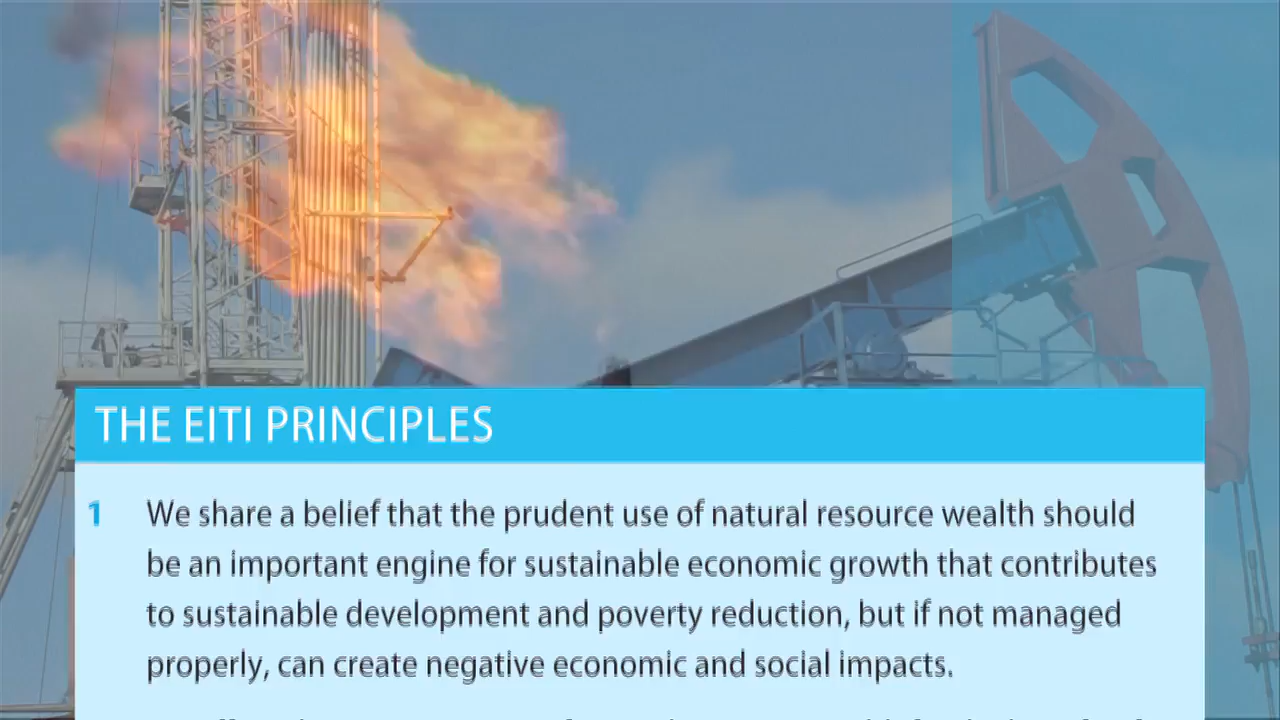 THE EITI PRINCIPLES
1 We share a belief that the prudent use of natural resource wealth should
be an important engine for sustainable economic growth that contributes
to sustainable development and poverty reduction, but if not managed
properly, can create negative economic and social impacts.